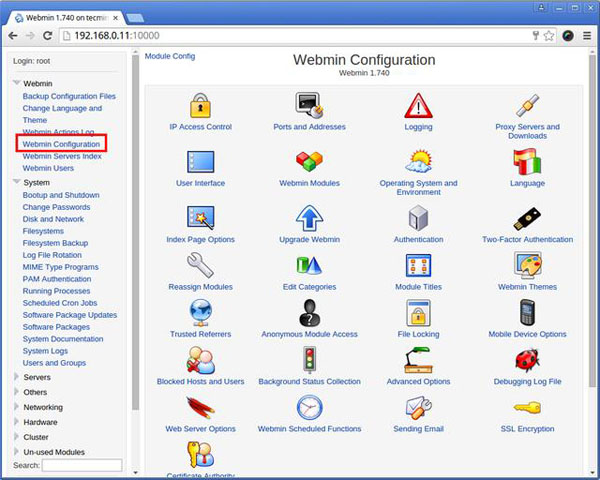 Webmin 1.740 on tecmin
192.168.0.11:10000
Login: root
Webmin
Backup Configuration Files
Change Language and
Theme
Webmin Actions Log
Webmin Configuration
Webmin Servers Index
Webmin Users
System
Bootup and Shutdown
Change Passwords
Disk and Network
Filesystems
Filesystem Backup
Log File Rotation
MIME Type Programs
PAM Authentication
Running Processes
Scheduled Cron Jobs
Software Package Updates
Software Packages
System Documentation
System Logs
Users and Groups
Servers
Others
Networking
Hardware
Cluster
Un-used Modules
Search:
Module Config
Webmin Configuration
Webmin 1.740
IP Access Control
Ports and Addresses
Logging
Proxy Servers and
Downloads
User Interface
Webmin Modules
Operating System and
Environment
Language
Index Page Options
Upgrade Webmin
Authentication
Two-Factor Authentication
Reassign Modules
Edit Categories
Module Titles
Webmin Themes
Trusted Referrers
Anonymous Module Access
File Locking
Mobile Device Options
Blocked Hosts and Users
Background Status Collection
Advanced Options
Debugging Log File
Web Server Options
Webmin Scheduled Functions
Sending Email
SSL Encryption
Certificate Authority